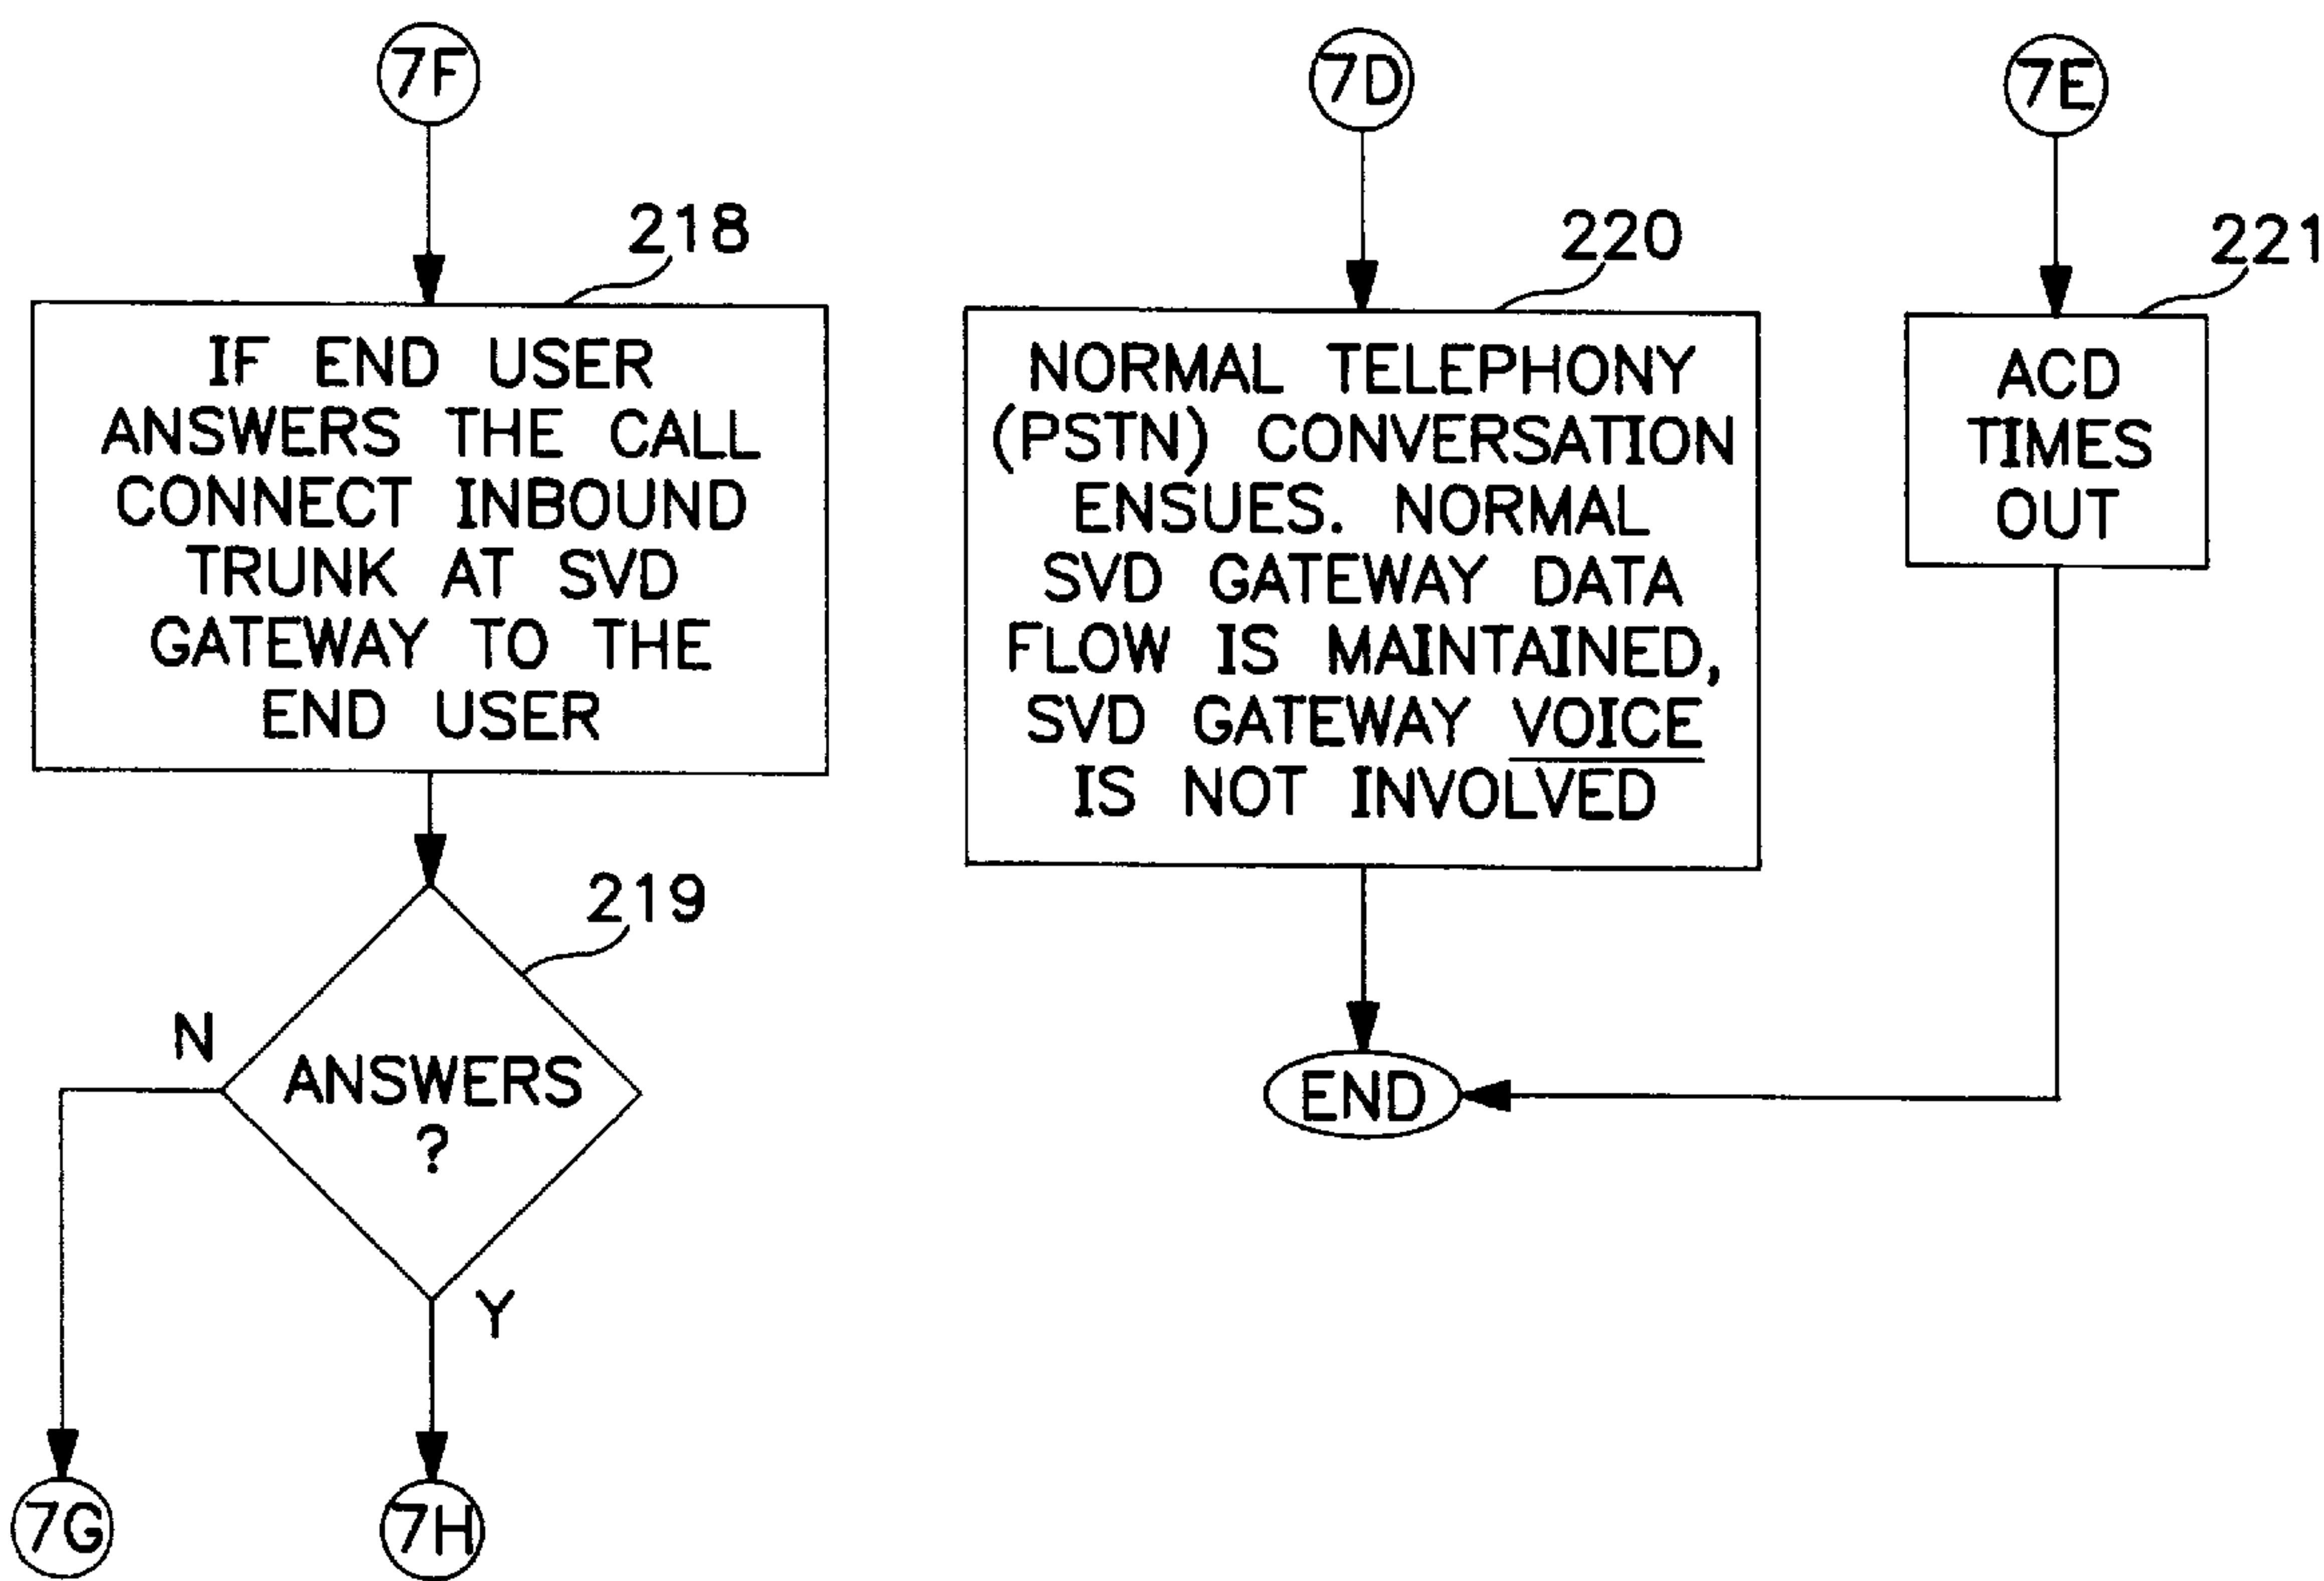 7F
218
IF END USER
ANSWERS THE CALL
CONNECT INBOUND
TRUNK AT SVD
GATEWAY TO THE
END USER
219
N
ANSWERS
?
Y
7G
7H
7D
220
NORMAL TELEPHONY
(PSTN) CONVERSATION
ENSUES. NORMAL
SVD GATEWAY DATA
FLOW IS MAINTAINED,
SVD GATEWAY VOICE
IS NOT INVOLVED
END
7E
221
ACD
TIMES
OUT